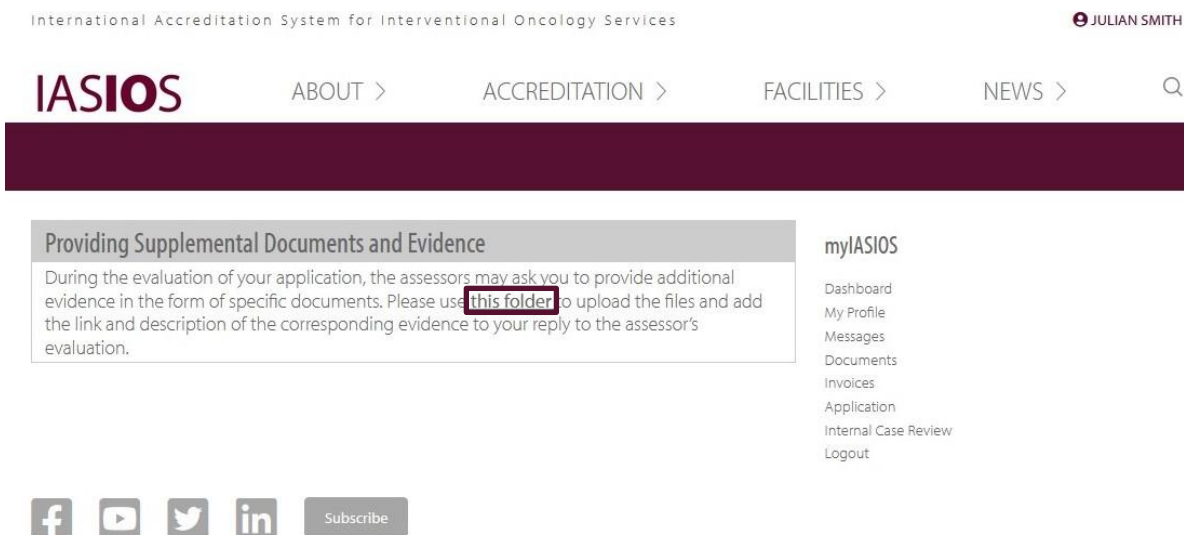 International Accreditation System for Interventional Oncology Services
JULIAN SMITH
IASIOS
ABOUT >
ACCREDITATION >
FACILITIES >
NEWS >
Providing Supplemental Documents and Evidence
During the evaluation of your application, the assessors may ask you to provide additional
evidence in the form of specific documents. Please use this folder to upload the files and add
the link and description of the corresponding evidence to your reply to the assessor's
evaluation.
myIASIOS
Dashboard
My Profile
Messages
Documents
Invoices
Application
Internal Case Review
Logout
Subscribe